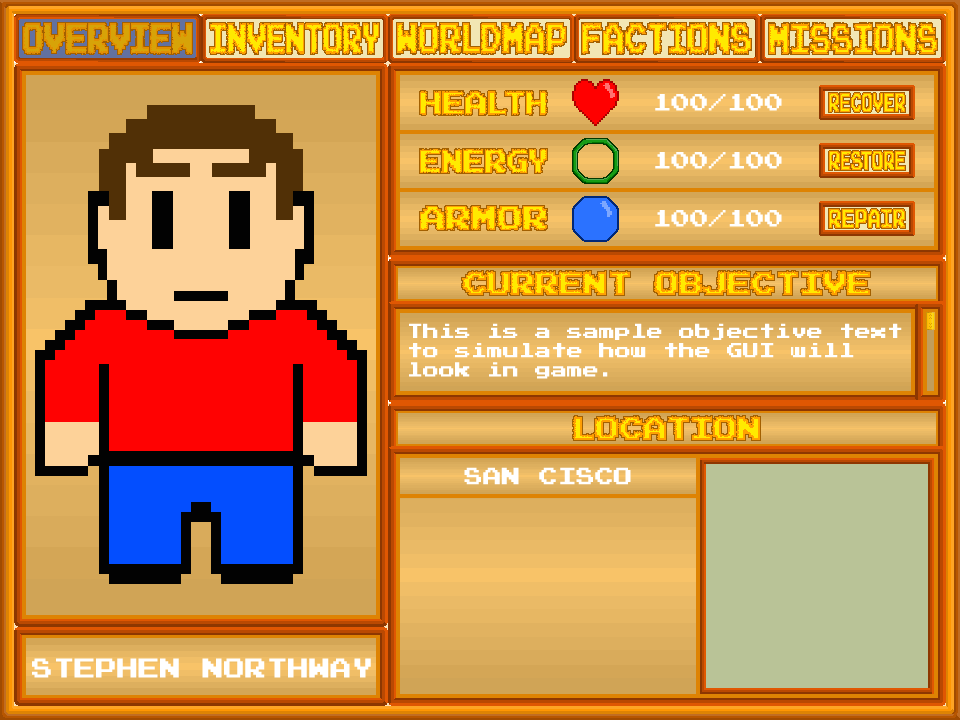 OVERVIEW INVENTORY WORLDMAP FACTIONS MISSIONS
HEALTH 100/100 RECOVER
ENERGY 100/100 RESTORE
ARMOR 100/100 REPAIR
CURRENT OBJECTIVE
This is a sample objective text
to simulate how the GUI will
look in game.
LOCATION
SAN CISCO
STEPHEN NORTHWAY